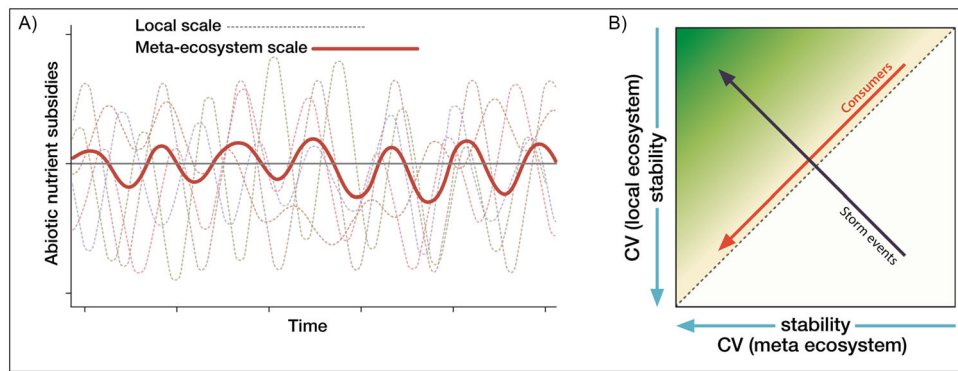 A)
Local scale
Meta-ecosystem scale
Abiotic nutrient subsidies
Time
B)
CV (local ecosystem)
stability
Consumers
Storm events
stability
CV (meta ecosystem)